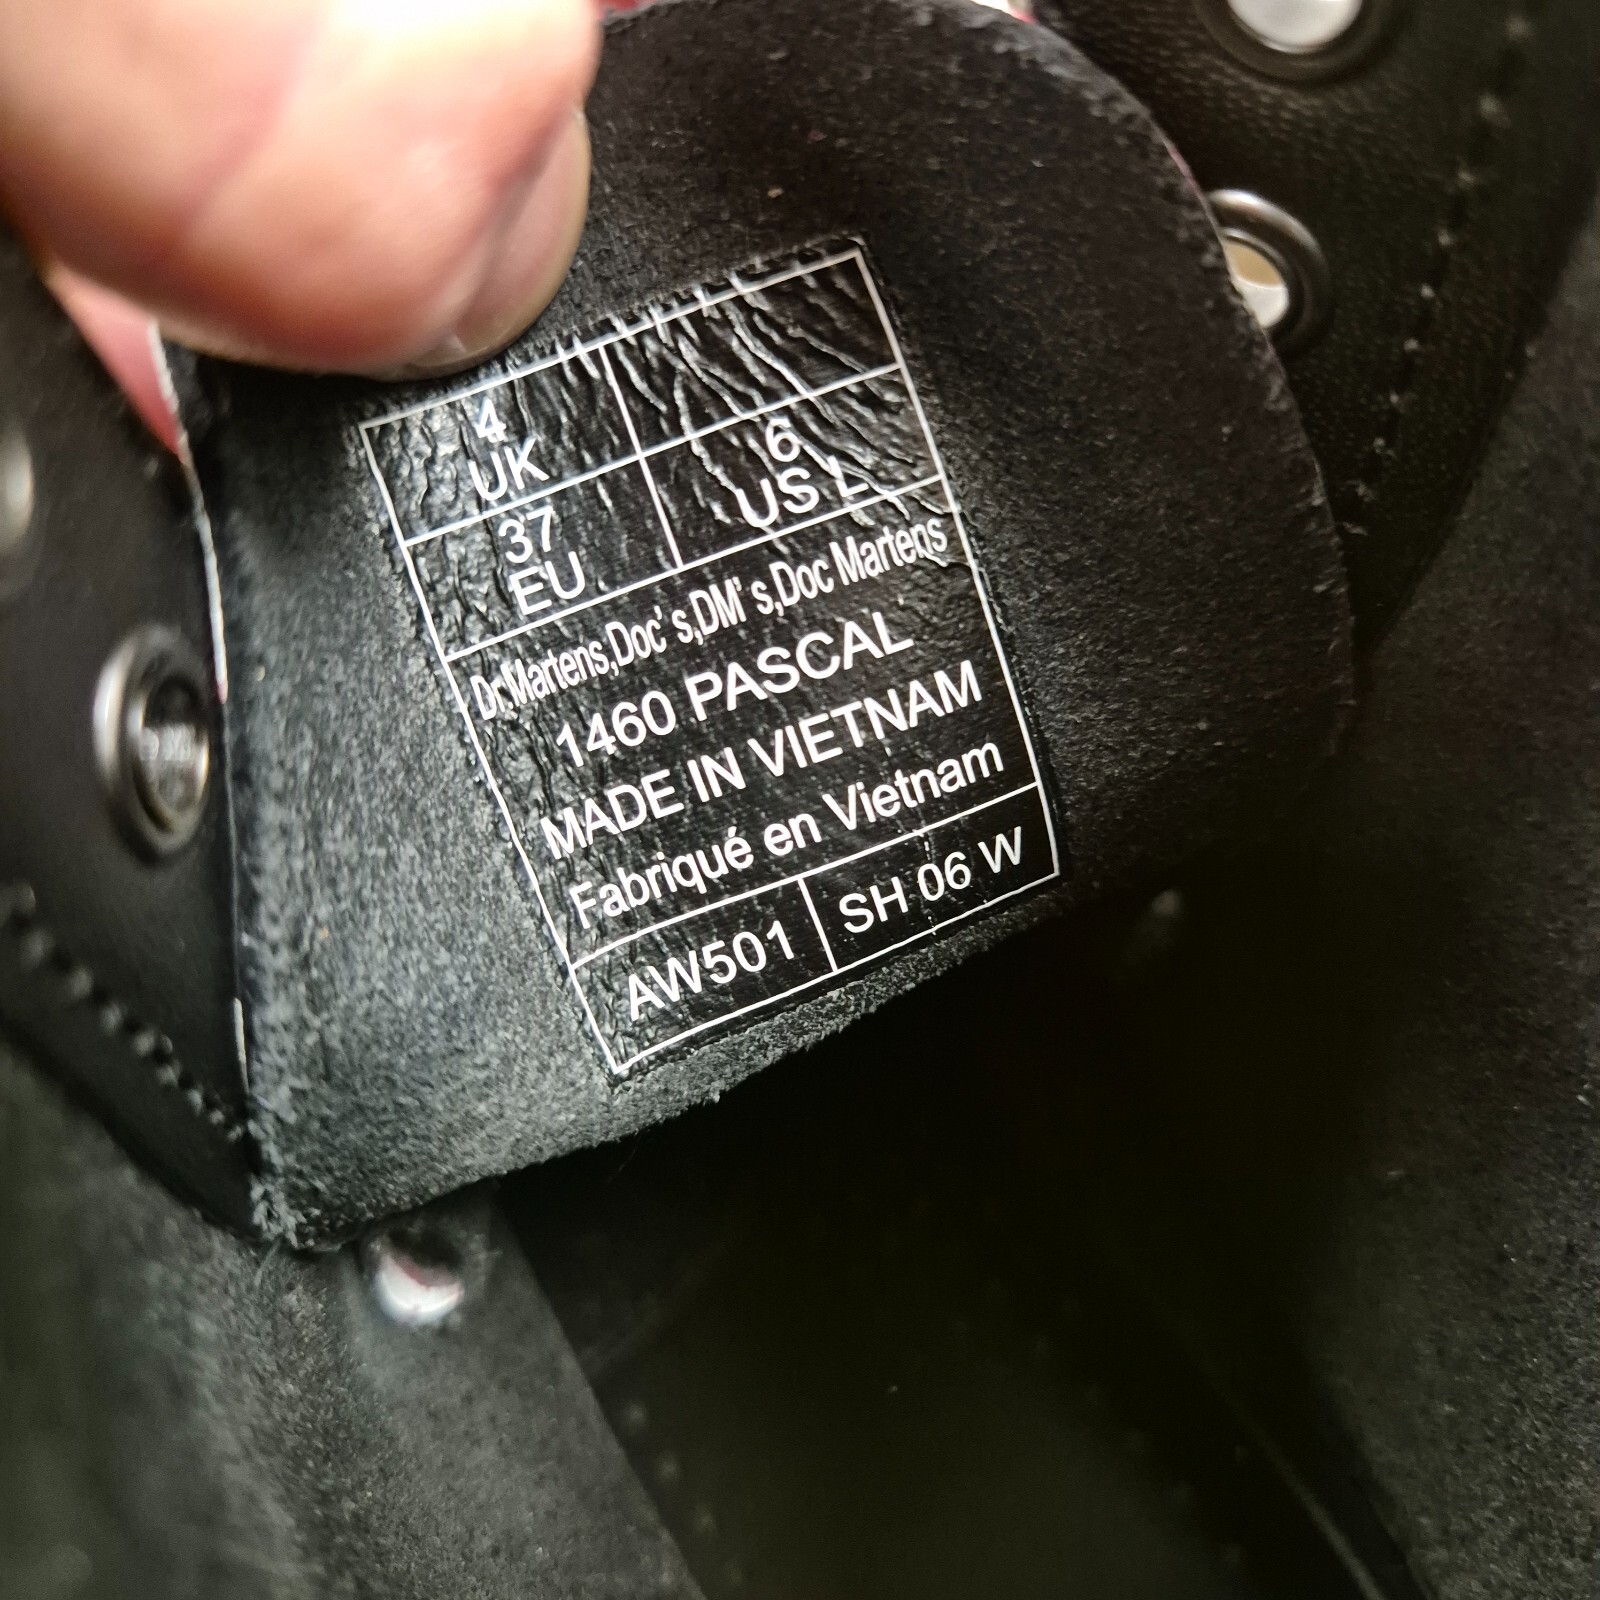 4
UK
6
US L
37
EU
Dr.Martens,Doc's,DM's,Doc Martens
1460 PASCAL
MADE IN VIETNAM
Fabriqué en Vietnam
AW501
SH 06 W